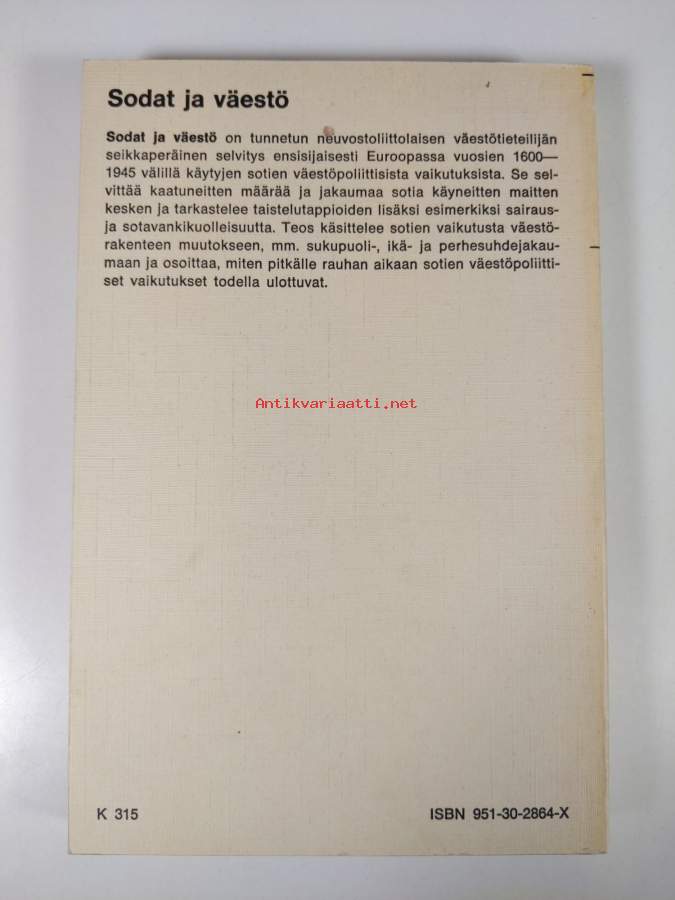 Sodat ja väestö
Sodat ja väestö on tunnetun neuvostoliittolaisen väestötieteilijän
seikkaperäinen selvitys ensisijaisesti Euroopassa vuosien 1600—
1945 välillä käytyjen sotien väestöpoliittisista vaikutuksista. Se sel-
vittää kaatuneitten määrää ja jakaumaa sotia käyneitten maitten
kesken ja tarkastelee taistelutappioiden lisäksi esimerkiksi sairaus-
ja sotavankikuolleisuutta. Teos käsittelee sotien vaikutusta väestö-
rakenteen muutokseen, mm. sukupuoli-, ikä- ja perhesuhdejakau-
maan ja osoittaa, miten pitkälle rauhan aikaan sotien väestöpoliitti-
set vaikutukset todella ulottuvat.
Antikvariaatti.net
K 315
ISBN 951-30-2864-X